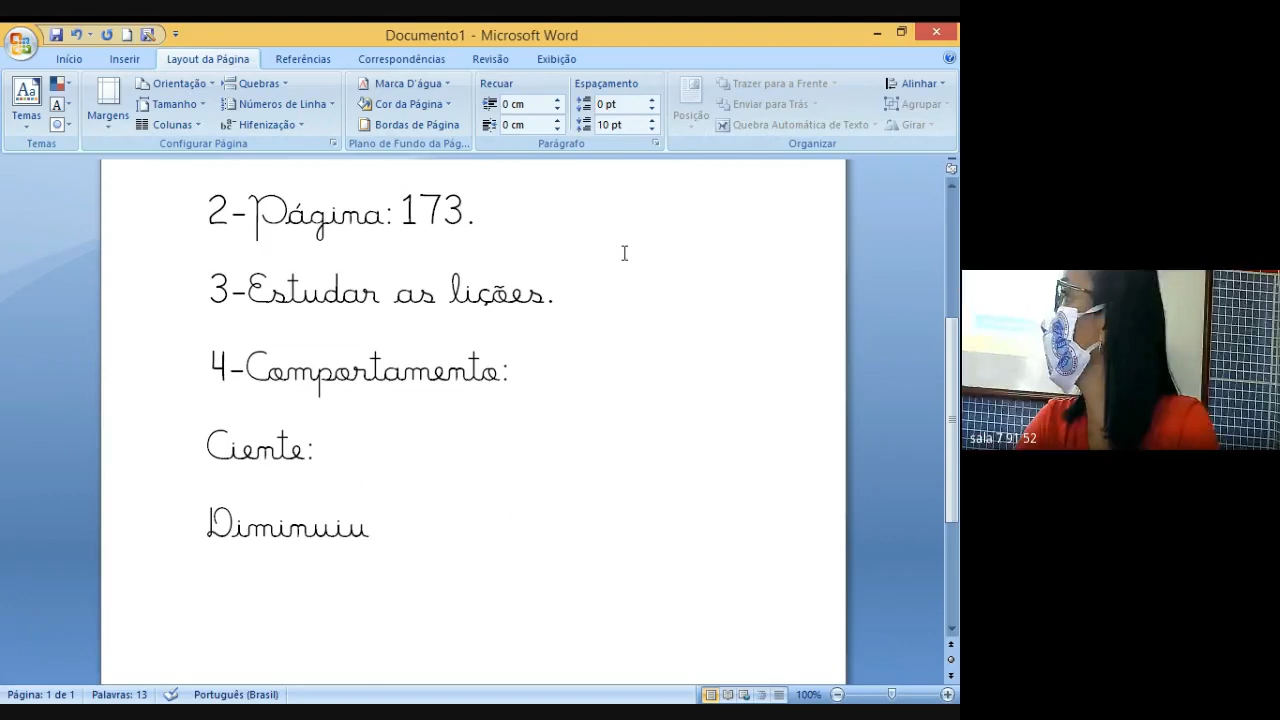 Documento1 - Microsoft Word
Início Inserir Layout da Página Referências Correspondências Revisão Exibição
Temas
Margens
Orientação
Tamanho
Colunas
Quebras
Números de Linha
Hifenização
Marca D'água
Cor da Página
Bordas de Página
Recuar
0 cm
0 cm
Espaçamento
0 pt
10 pt
Posição
Trazer para a Frente
Enviar para Trás
Quebra Automática de Texto
Alinhar
Agrupar
Girar
Temas Configurar Página Plano de Fundo da Pág... Parágrafo Organizar
2-Página: 173.
3-Estudar as lições.
4-Comportamento:
Ciente:
Diminuiu
sala 7 91 52
Página: 1 de 1 Palavras: 13 Português (Brasil) 100%